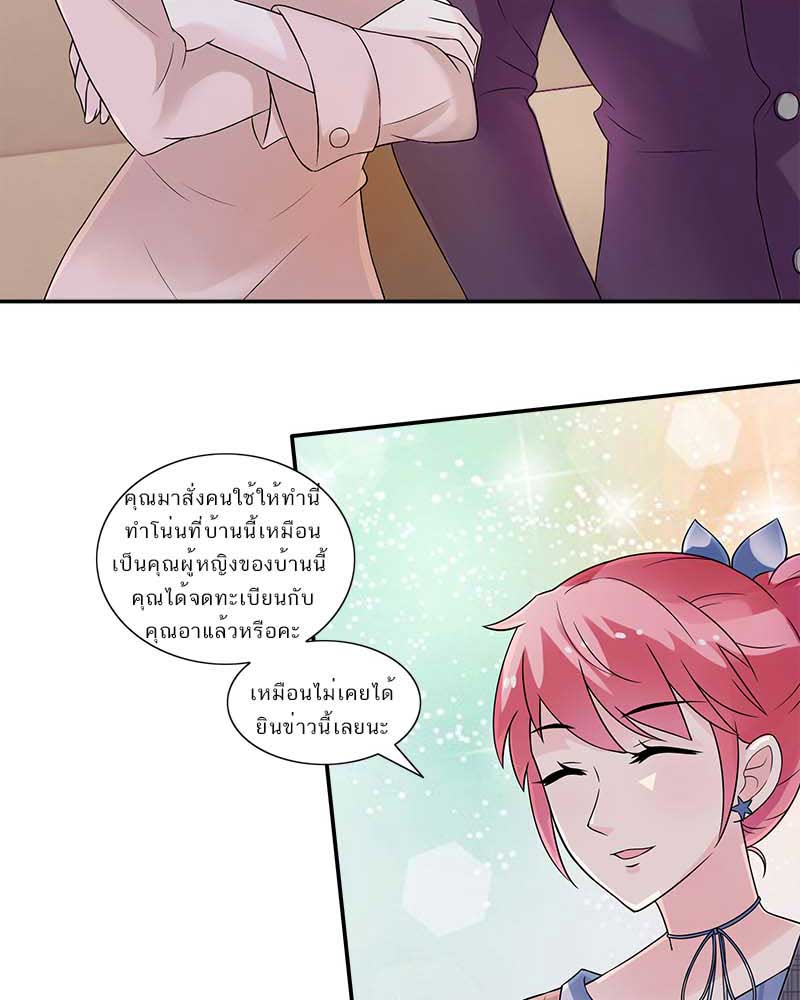 คุณมาสั่งคนใช้ให้ทำนี่
ทำโน่นที่บ้านนี้เหมือน
เป็นคุณผู้หญิงของบ้านนี้
คุณได้จดทะเบียนกับ
คุณอาแล้วหรือคะ
เหมือนไม่เคยได้
ยินข่าวนี้เลยนะ